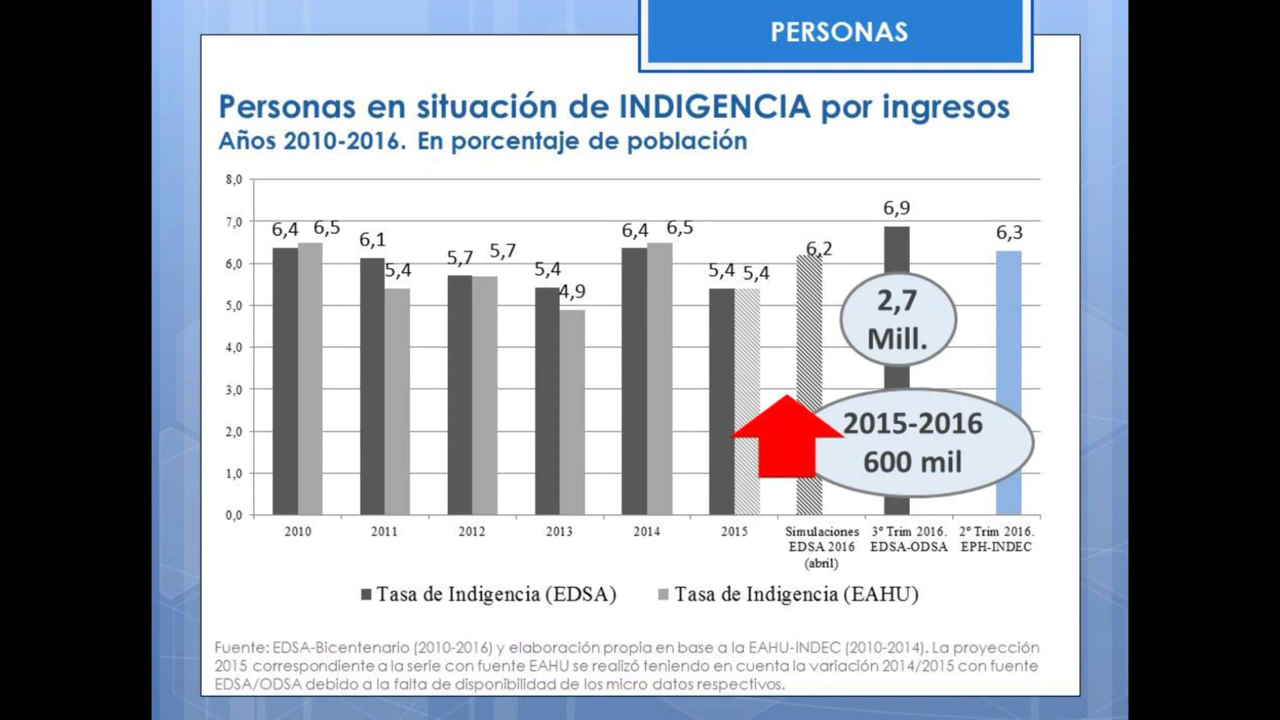 PERSONAS
Personas en situación de INDIGENCIA por ingresos
Años 2010-2016. En porcentaje de población
8,0
7,0
6,0
5,0
4,0
3,0
2,0
1,0
0,0
6,4 6,5
6,1
5,4
5,7 5,7
5,4
4,9
6,4 6,5
5,4 5,4
6,2
6,9
6,3
2,7
Mill.
2015-2016
600 mil
2010
2011
2012
2013
2014
2015
Simulaciones
EDSA 2016
(abril)
3º Trim 2016.
EDSA-ODSA
2º Trim 2016.
EPH-INDEC
Tasa de Indigencia (EDSA)
Tasa de Indigencia (EAHU)
Fuente: EDSA-Bicentenario (2010-2016) y elaboración propia en base a la EAHU-INDEC (2010-2014). La proyección
2015 correspondiente a la serie con fuente EAHU se realizó teniendo en cuenta la variación 2014/2015 con fuente
EDSA/ODSA debido a la falta de disponibilidad de los micro datos respectivos.